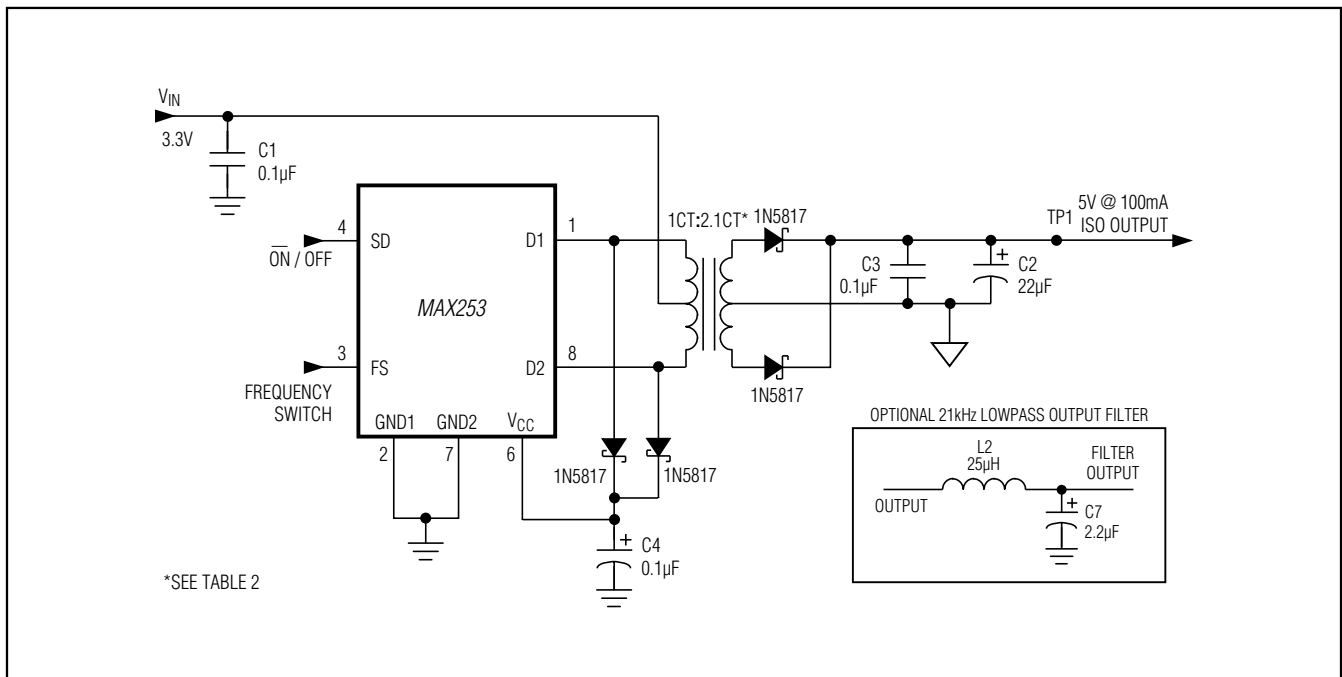 VIN
3.3V
C1
0.1µF
4
SD
ON / OFF
MAX253
3
FS
FREQUENCY
SWITCH
D1
1
D2
8
GND1
GND2
VCC
2
7
6
1CT:2.1CT*
1N5817
1N5817
1N5817
1N5817
C4
0.1µF
C3
0.1µF
C2
22µF
TP1
5V @ 100mA
ISO OUTPUT
OPTIONAL 21kHz LOWPASS OUTPUT FILTER
L2
25µH
OUTPUT
FILTER
OUTPUT
C7
2.2µF
*SEE TABLE 2